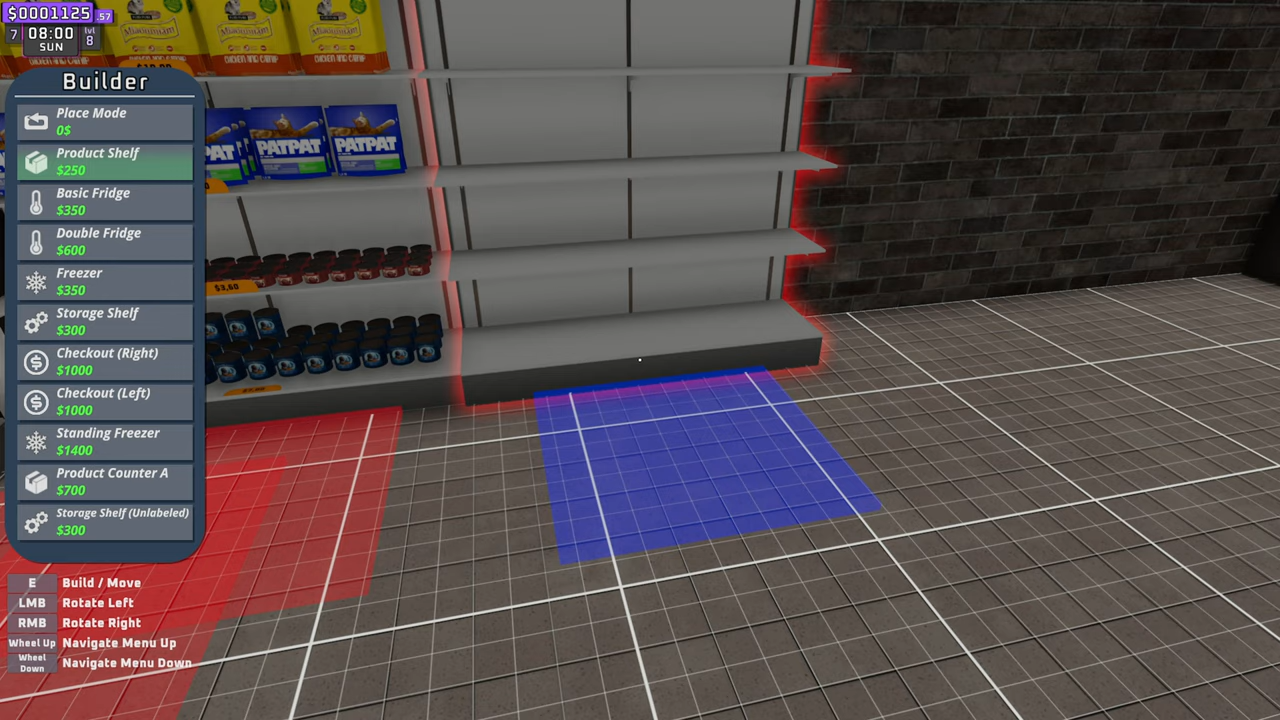 $0001125.57
7 08:00 lvl
SUN 8
Builder
Place Mode
0$
Product Shelf
$250
Basic Fridge
$350
Double Fridge
$600
Freezer
$350
Storage Shelf
$300
Checkout (Right)
$1000
Checkout (Left)
$1000
Standing Freezer
$1400
Product Counter A
$700
Storage Shelf (Unlabeled)
$300
E Build / Move
LMB Rotate Left
RMB Rotate Right
Wheel Up Navigate Menu Up
Wheel Down Navigate Menu Down
PATPAT
PATPAT
$3,60